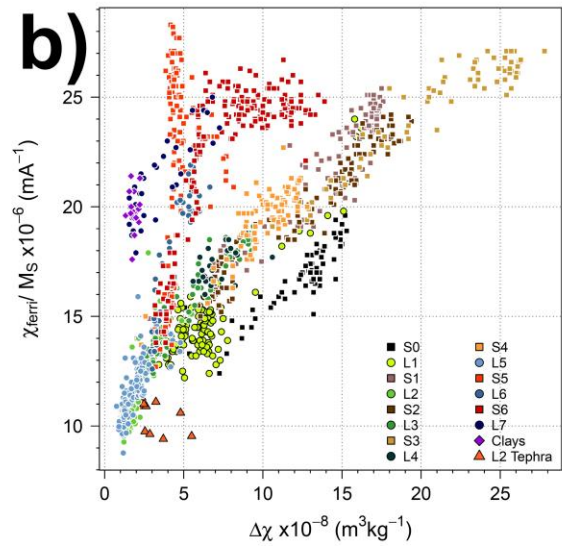 b)
χferri/ M_S x10⁻⁶ (mA⁻¹)
25
20
15
10
0
5
10
15
20
25
Δχ x10⁻⁸ (m³kg⁻¹)
S0
L1
S1
L2
S2
L3
S3
L4
S4
L5
S5
L6
S6
L7
Clays
L2 Tephra